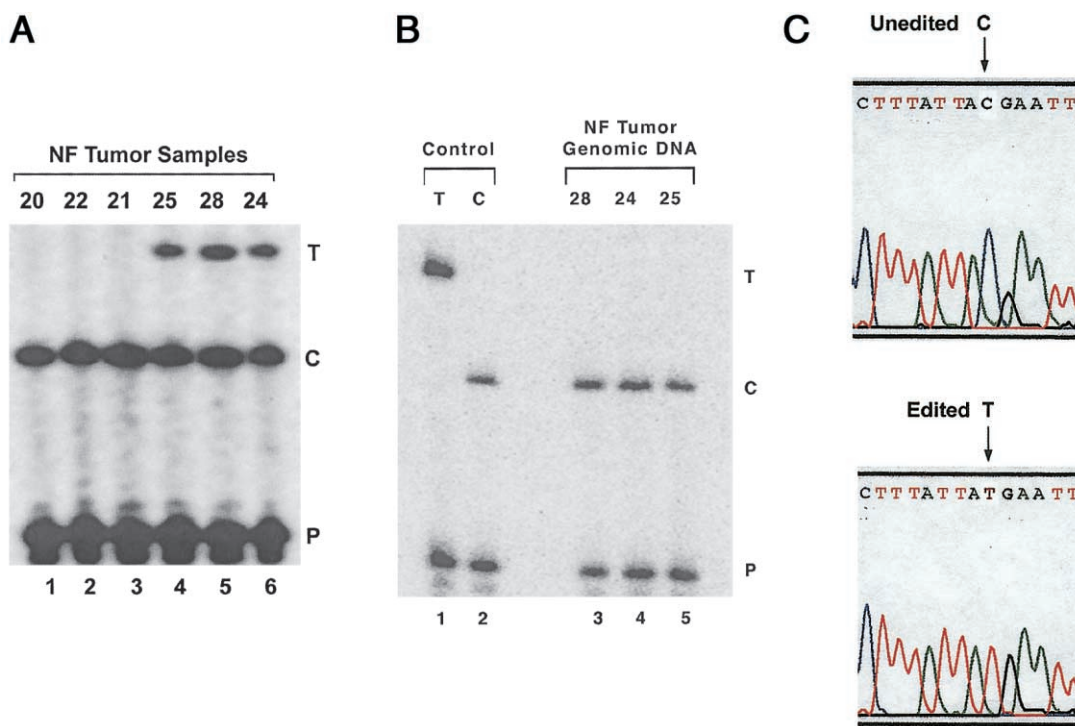 A
NF Tumor Samples
20 22 21 25 28 24
T
C
P
1 2 3 4 5 6
B
Control
NF Tumor
Genomic DNA
T C 28 24 25
T
C
P
1 2 3 4 5
C
Unedited C
CTTTATTACGAATT
Edited T
CTTTATTATGAATT